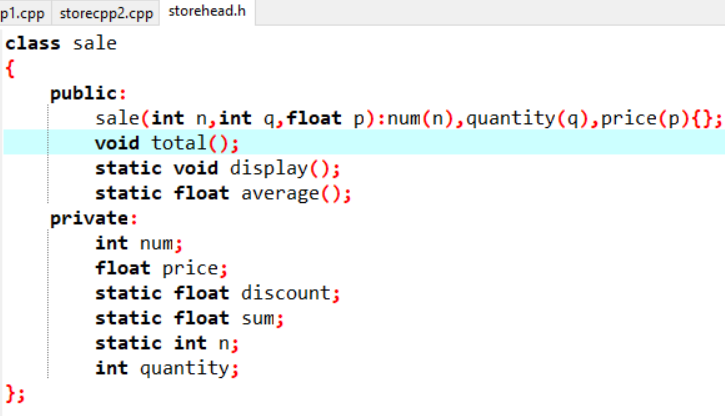 p1.cpp storecpp2.cpp storehead.h
class sale
{
public:
sale(int n,int q,float p):num(n),quantity(q),price(p){};
void total();
static void display();
static float average();
private:
int num;
float price;
static float discount;
static float sum;
static int n;
int quantity;
};